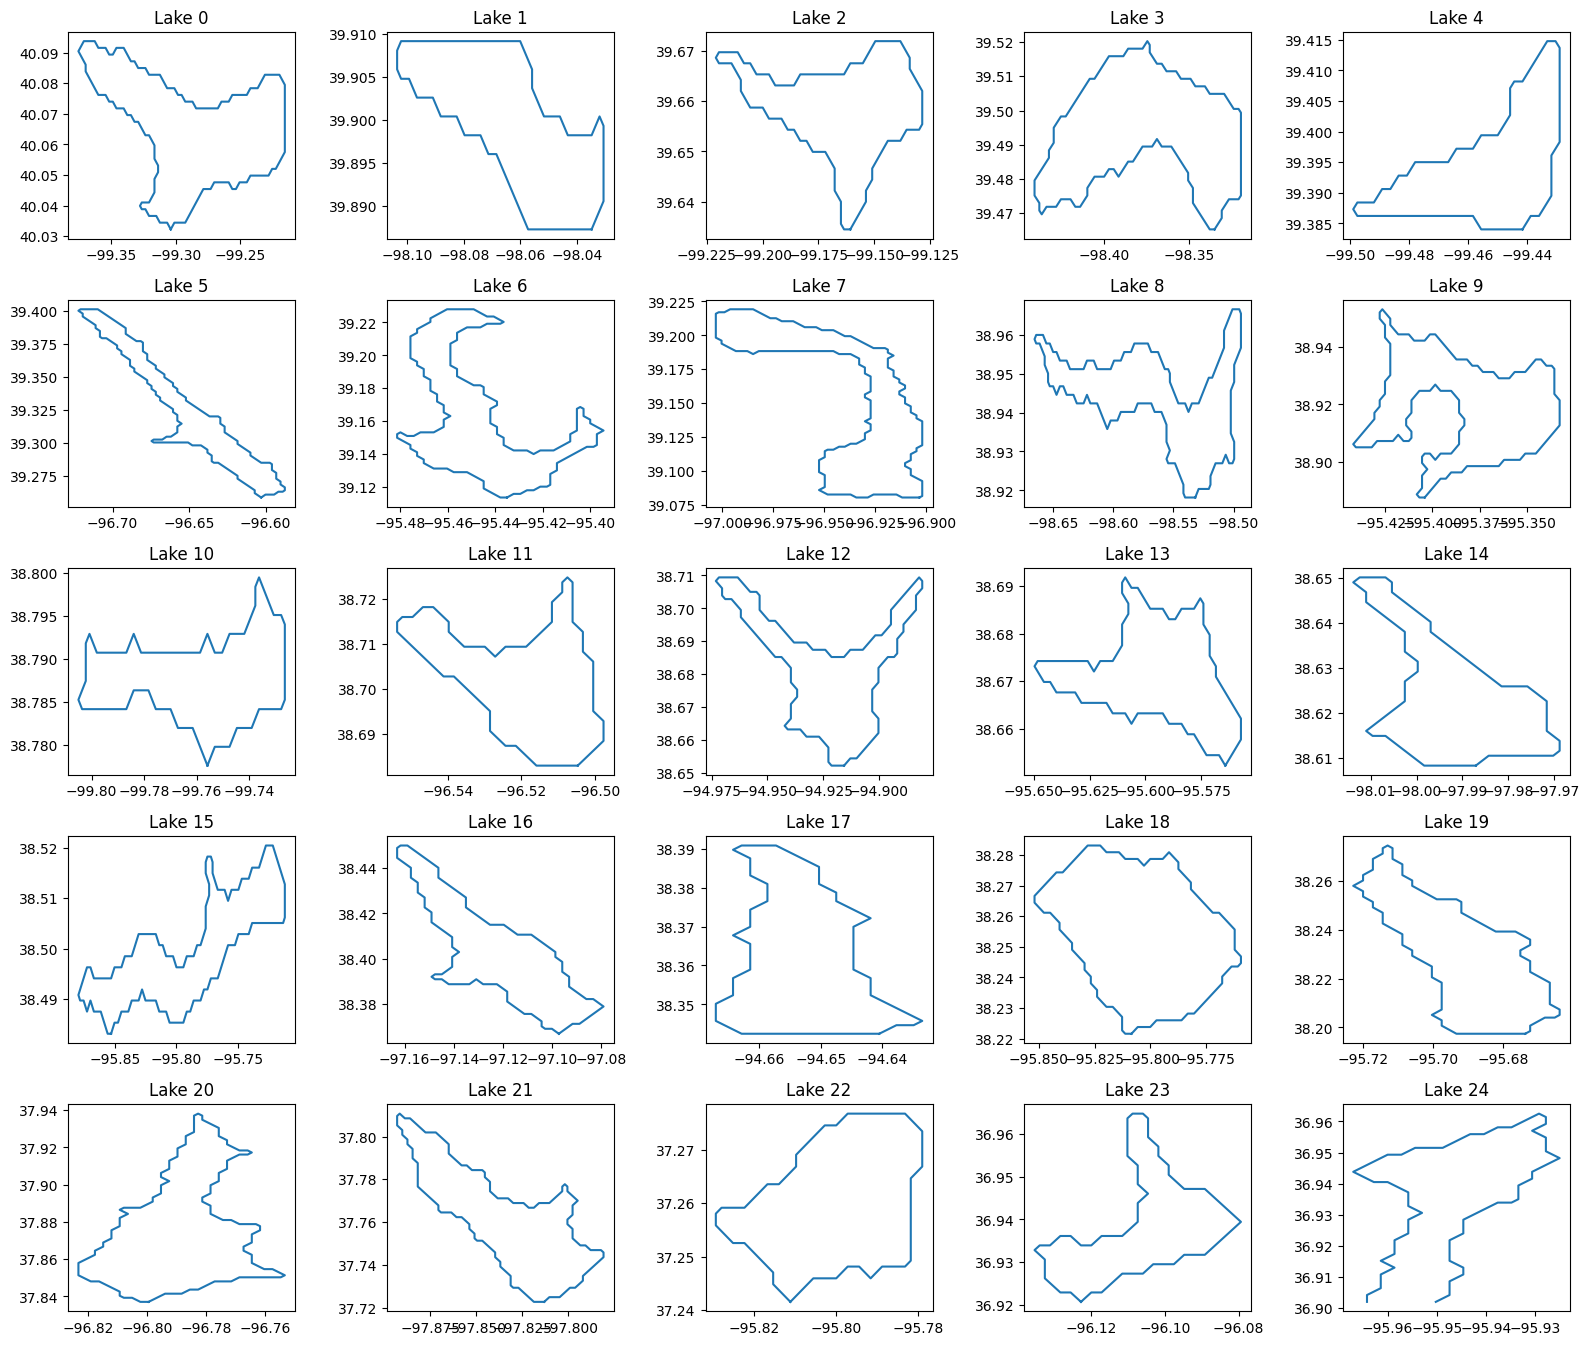 Lake 0 Lake 1 Lake 2 Lake 3 Lake 4
40.09 40.08 40.07 40.06 40.05 40.04 40.03
39.910 39.905 39.900 39.895 39.890
39.67 39.66 39.65 39.64
39.52 39.51 39.50 39.49 39.48 39.47
39.415 39.410 39.405 39.400 39.395 39.390 39.385
−99.35 −99.30 −99.25 −98.10 −98.08 −98.06 −98.04 −99.225 −99.200 −99.175 −99.150 −99.125 −98.40 −98.35 −99.50 −99.48 −99.46 −99.44
Lake 5 Lake 6 Lake 7 Lake 8 Lake 9
39.400 39.375 39.350 39.325 39.300 39.275
39.22 39.20 39.18 39.16 39.14 39.12
39.225 39.200 39.175 39.150 39.125 39.100 39.075
38.96 38.95 38.94 38.93 38.92
38.94 38.92 38.90
−96.70 −96.65 −96.60 −95.48 −95.46 −95.44 −95.42 −95.40 −97.000 −96.975 −96.950 −96.925 −96.900 −98.65 −98.60 −98.55 −98.50 −95.425 −95.400 −95.375 −95.350
Lake 10 Lake 11 Lake 12 Lake 13 Lake 14
38.800 38.795 38.790 38.785 38.780
38.72 38.71 38.70 38.69
38.71 38.70 38.69 38.68 38.67 38.66 38.65
38.69 38.68 38.67 38.66
38.65 38.64 38.63 38.62 38.61
−99.80 −99.78 −99.76 −99.74 −96.54 −96.52 −96.50 −94.975 −94.950 −94.925 −94.900 −95.650 −95.625 −95.600 −95.575 −98.01 −98.00 −97.99 −97.98 −97.97
Lake 15 Lake 16 Lake 17 Lake 18 Lake 19
38.52 38.51 38.50 38.49
38.44 38.42 38.40 38.38
38.39 38.38 38.37 38.36 38.35
38.28 38.27 38.26 38.25 38.24 38.23 38.22
38.26 38.24 38.22 38.20
−95.85 −95.80 −95.75 −97.16 −97.14 −97.12 −97.10 −97.08 −94.66 −94.65 −94.64 −95.850 −95.825 −95.800 −95.775 −95.72 −95.70 −95.68
Lake 20 Lake 21 Lake 22 Lake 23 Lake 24
37.94 37.92 37.90 37.88 37.86 37.84
37.80 37.78 37.76 37.74 37.72
37.27 37.26 37.25 37.24
36.96 36.95 36.94 36.93 36.92
36.96 36.95 36.94 36.93 36.92 36.91 36.90
−96.82 −96.80 −96.78 −96.76 −97.875 −97.850 −97.825 −97.800 −95.82 −95.80 −95.78 −96.12 −96.10 −96.08 −95.96 −95.95 −95.94 −95.93